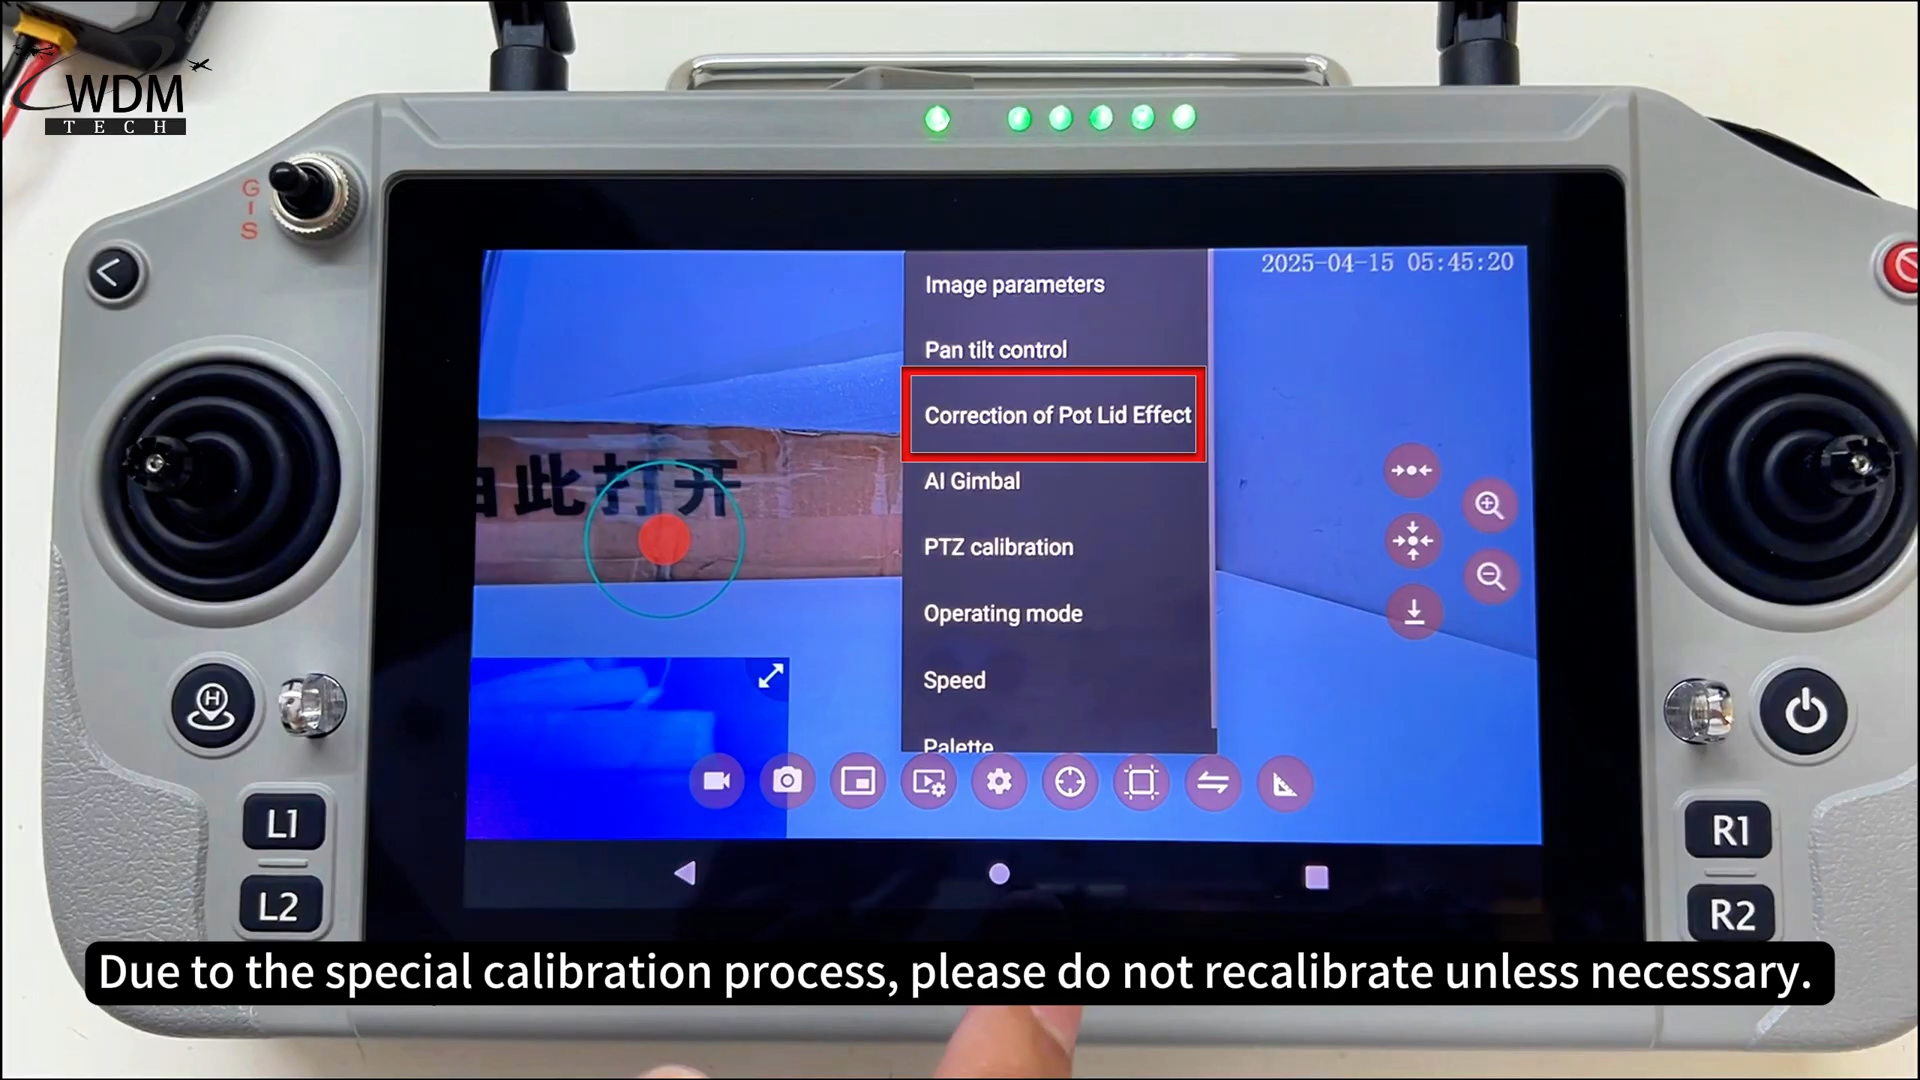 WDM
TECH
G
I
S
2025-04-15 05:45:20
Image parameters
Pan tilt control
Correction of Pot Lid Effect
AI Gimbal
PTZ calibration
Operating mode
Speed
Palette
此打开
H
L1
L2
R1
R2
Due to the special calibration process, please do not recalibrate unless necessary.